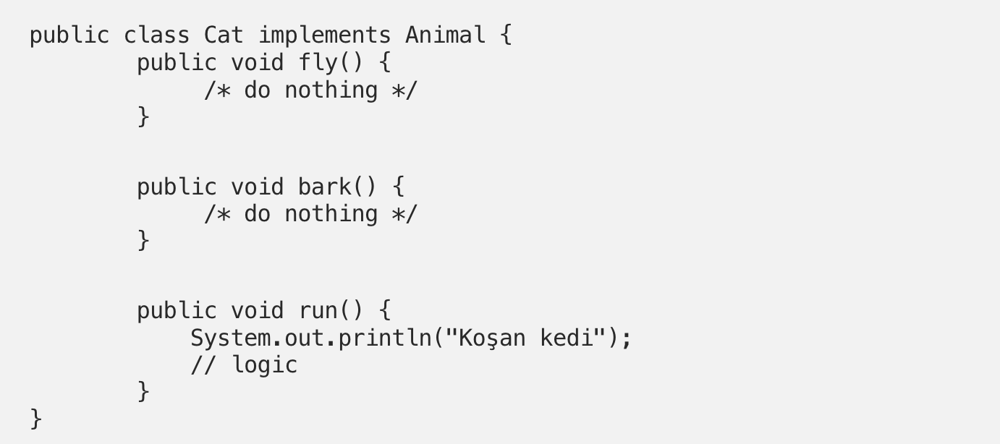 public class Cat implements Animal {
public void fly() {
/* do nothing */
}
public void bark() {
/* do nothing */
}
public void run() {
System.out.println("Koşan kedi");
// logic
}
}